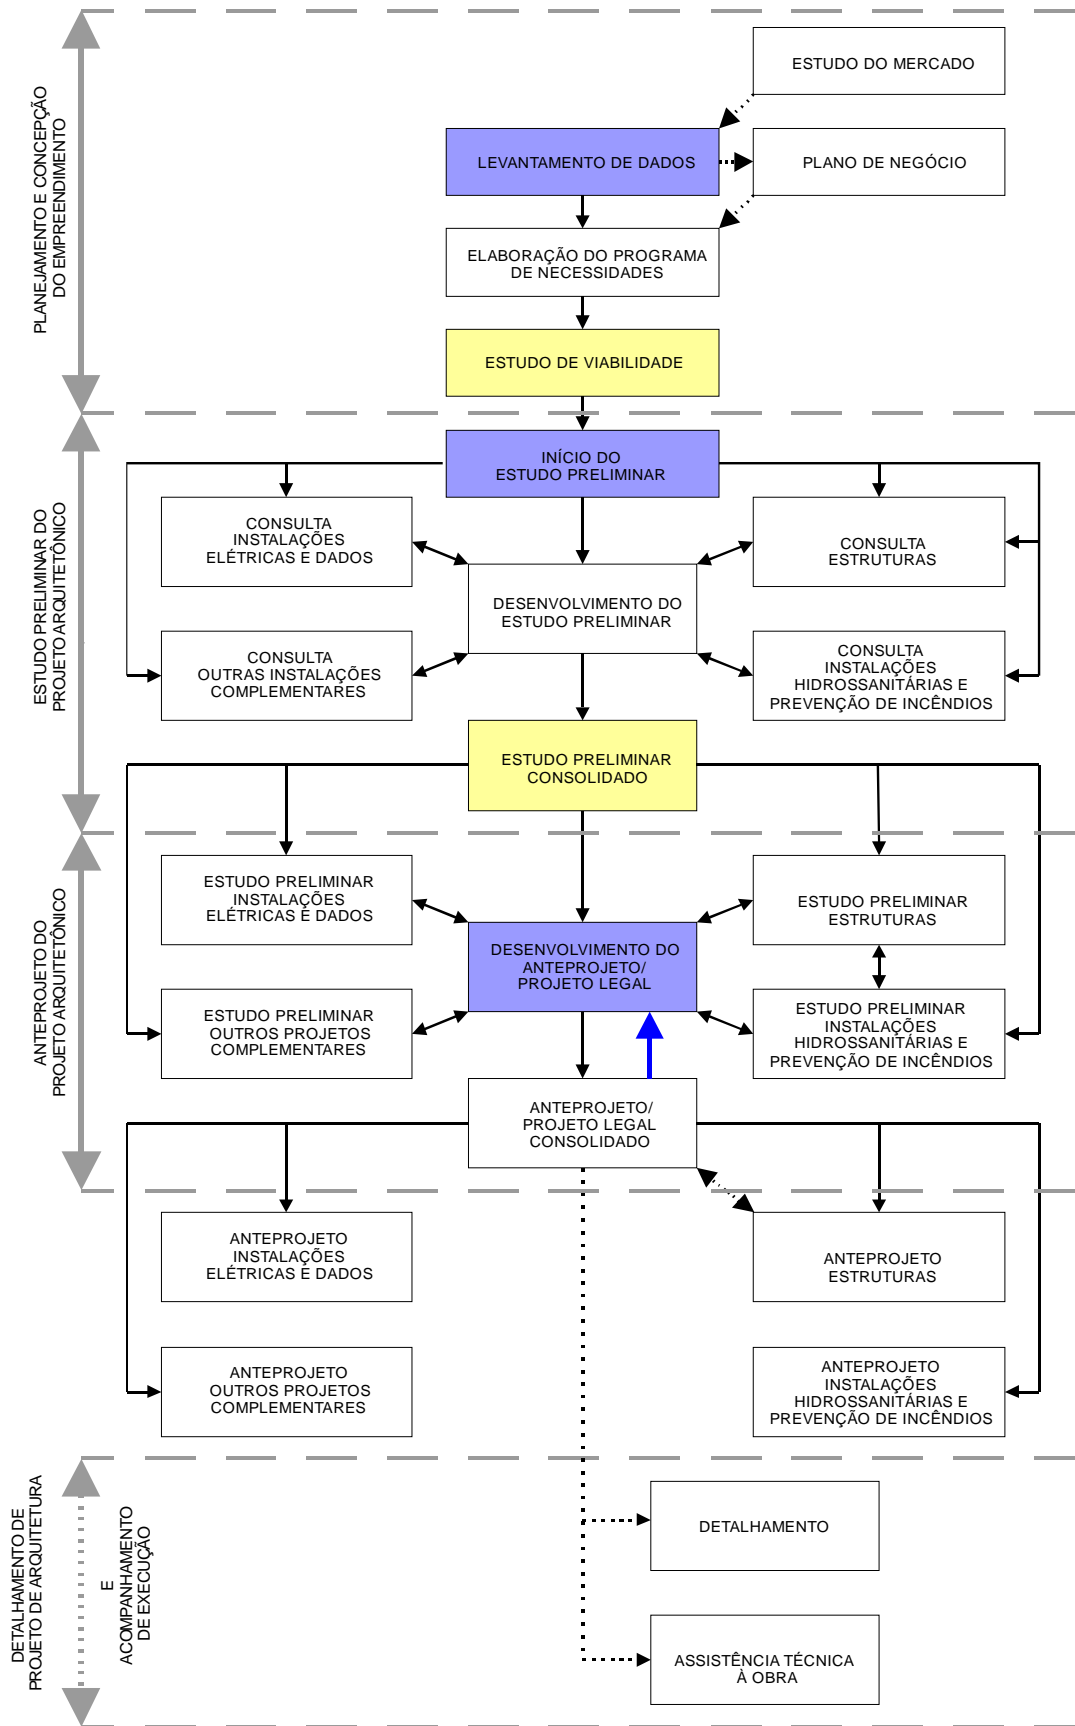 PLANEJAMENTO E CONCEPÇÃO
DO EMPREENDIMENTO
ESTUDO DO MERCADO
LEVANTAMENTO DE DADOS
PLANO DE NEGÓCIO
ELABORAÇÃO DO PROGRAMA
DE NECESSIDADES
ESTUDO DE VIABILIDADE
ESTUDO PRELIMINAR DO
PROJETO ARQUITETÔNICO
INÍCIO DO
ESTUDO PRELIMINAR
CONSULTA
INSTALAÇÕES
ELÉTRICAS E DADOS
CONSULTA
ESTRUTURAS
DESENVOLVIMENTO DO
ESTUDO PRELIMINAR
CONSULTA
OUTRAS INSTALAÇÕES
COMPLEMENTARES
CONSULTA
INSTALAÇÕES
HIDROSSANITÁRIAS E
PREVENÇÃO DE INCÊNDIOS
ESTUDO PRELIMINAR
CONSOLIDADO
ANTEPROJETO DO
PROJETO ARQUITETÔNICO
ESTUDO PRELIMINAR
INSTALAÇÕES
ELÉTRICAS E DADOS
ESTUDO PRELIMINAR
ESTRUTURAS
DESENVOLVIMENTO DO
ANTEPROJETO/
PROJETO LEGAL
ESTUDO PRELIMINAR
OUTROS PROJETOS
COMPLEMENTARES
ESTUDO PRELIMINAR
INSTALAÇÕES
HIDROSSANITÁRIAS E
PREVENÇÃO DE INCÊNDIOS
ANTEPROJETO/
PROJETO LEGAL
CONSOLIDADO
ANTEPROJETO
INSTALAÇÕES
ELÉTRICAS E DADOS
ANTEPROJETO
ESTRUTURAS
ANTEPROJETO
OUTROS PROJETOS
COMPLEMENTARES
ANTEPROJETO
INSTALAÇÕES
HIDROSSANITÁRIAS E
PREVENÇÃO DE INCÊNDIOS
DETALHAMENTO DE
PROJETO DE ARQUITETURA
E
ACOMPANHAMENTO
DE EXECUÇÃO
DETALHAMENTO
ASSISTÊNCIA TÉCNICA
À OBRA